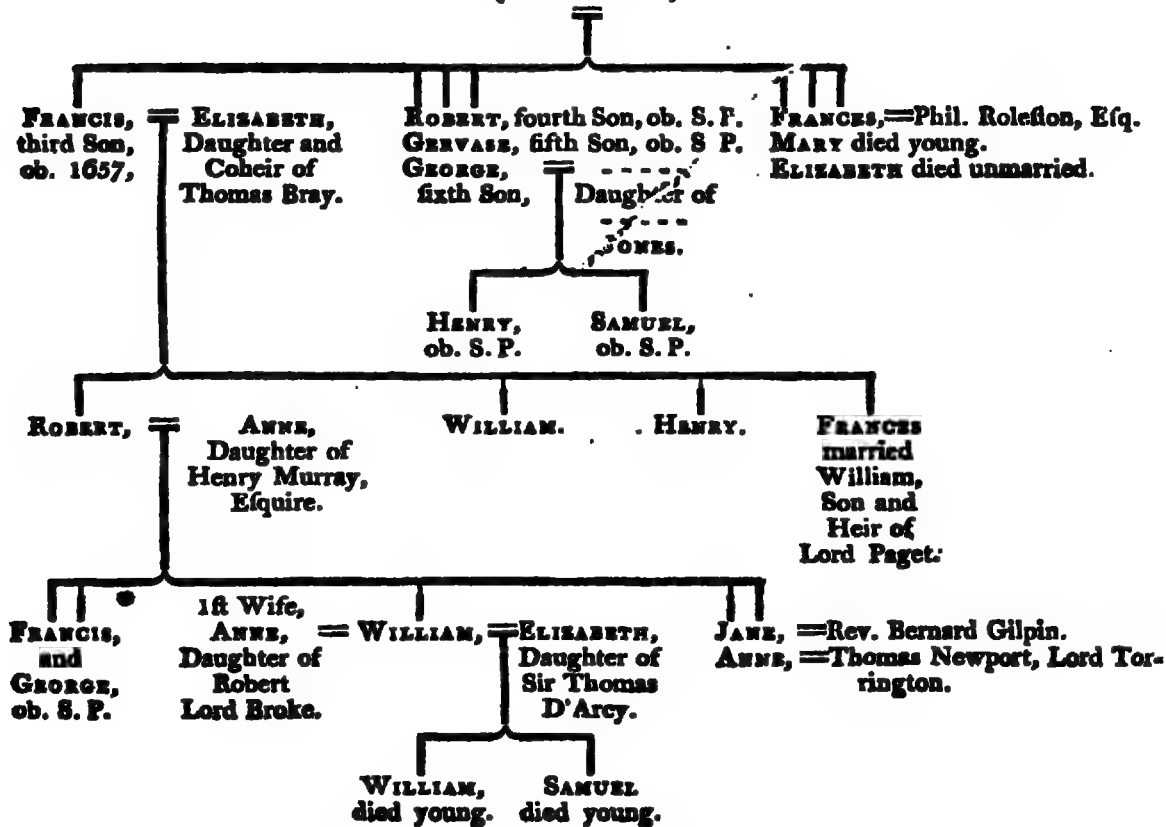 FRANCIS,
third Son,
ob. 1657,
ELIZABETH,
Daughter and
Coheir of
Thomas Bray.
ROBERT, fourth Son, ob. S. P.
GERVASE, fifth Son, ob. S P.
GEORGE,
sixth Son,
Daughter of
JONES.
FRANCES,=Phil. Roleſton, Eſq.
MARY died young.
ELIZABETH died unmarried.
HENRY,
ob. S. P.
SAMUEL,
ob. S. P.
ROBERT,
ANNE,
Daughter of
Henry Murray,
Eſquire.
WILLIAM.
HENRY.
FRANCES
married
William,
Son and
Heir of
Lord Paget.
FRANCIS,
and
GEORGE,
ob. S. P.
1ſt Wife,
ANNE,
Daughter of
Robert
Lord Broke.
= WILLIAM, =
ELIZABETH,
Daughter of
Sir Thomas
D'Arcy.
JANE, =Rev. Bernard Gilpin.
ANNE, =Thomas Newport, Lord Tor-
rington.
WILLIAM,
died young.
SAMUEL
died young.